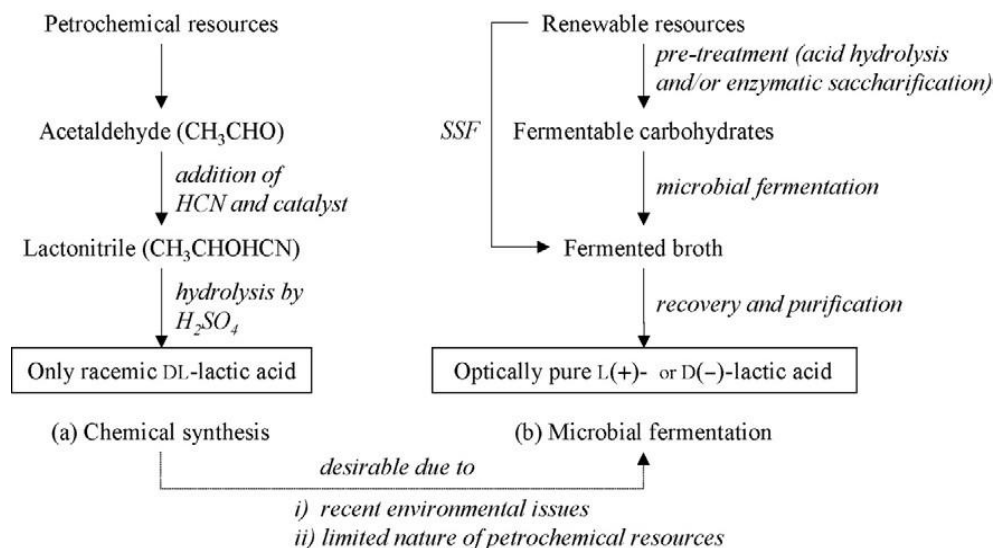 Petrochemical resources
Acetaldehyde (CH₃CHO)
addition of
HCN and catalyst
Lactonitrile (CH₃CHOHCN)
hydrolysis by
H₂SO₄
Only racemic DL-lactic acid
(a) Chemical synthesis
Renewable resources
pre-treatment (acid hydrolysis
and/or enzymatic saccharification)
SSF
Fermentable carbohydrates
microbial fermentation
Fermented broth
recovery and purification
Optically pure L(+)- or D(−)-lactic acid
(b) Microbial fermentation
desirable due to
i) recent environmental issues
ii) limited nature of petrochemical resources